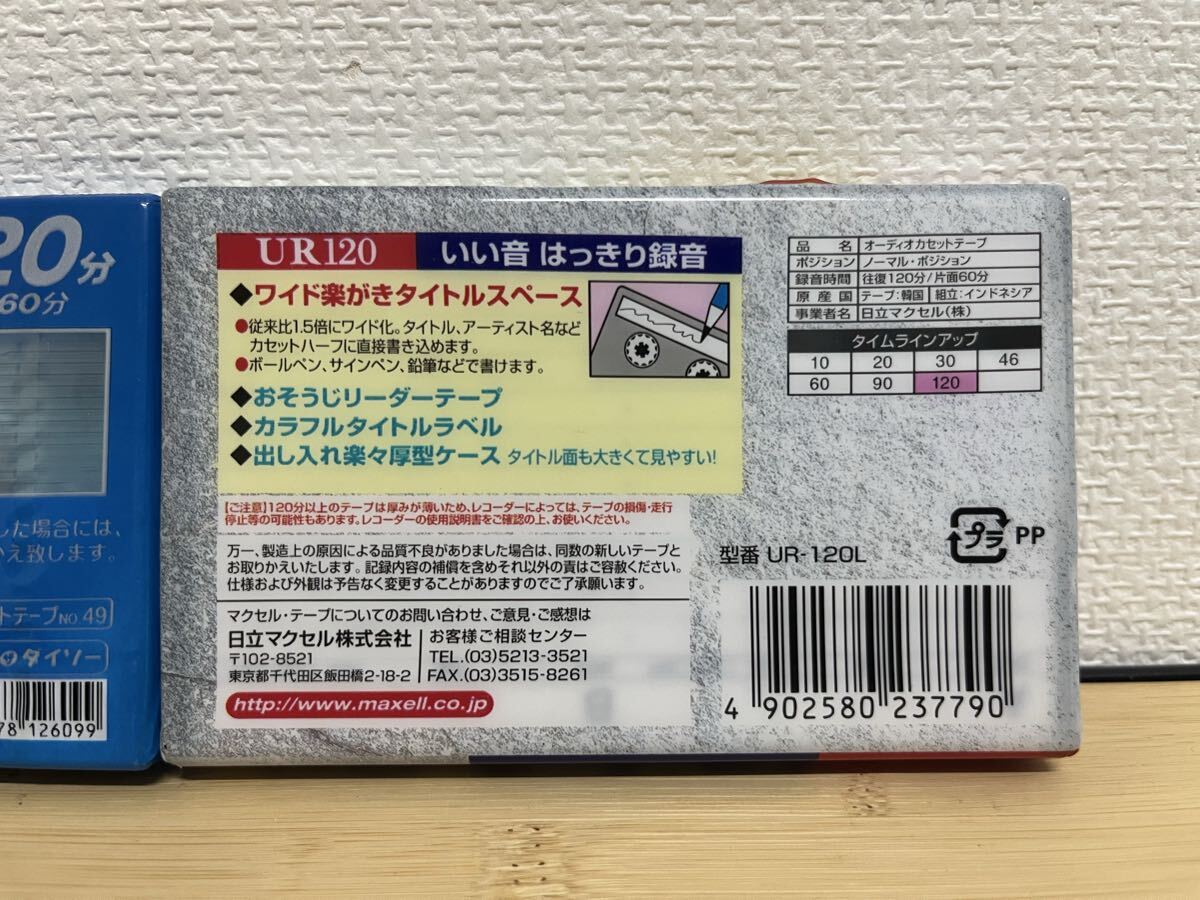 20分
60分
した場合には、
かえ致します。
トテープNO 49
のダイソー
78 126099
UR120 いい音 はっきり録音
◆ワイド楽がきタイトルスペース
●従来比1.5倍にワイド化。タイトル、アーティスト名など
カセットハーフに直接書き込めます。
●ボールペン、サインペン、鉛筆などで書けます。
◆おそうじリーダーテープ
◆カラフルタイトルラベル
◆出し入れ楽々厚型ケース タイトル面も大きくて見やすい!
【ご注意】120分以上のテープは厚みが薄いため、レコーダーによっては、テープの損傷・走行
停止等の可能性もあります。レコーダーの使用説明書をご確認の上、お使いください。
万一、製造上の原因による品質不良がありました場合は、同数の新しいテープと
お取りかえいたします。記録内容の補償を含めそれ以外の責はご容赦ください。
仕様および外観は予告なく変更することがありますのでご了承願います。
マクセル・テープについてのお問い合わせ、ご意見・ご感想は
日立マクセル株式会社
〒102-8521
東京都千代田区飯田橋2-18-2
お客様ご相談センター
TEL.(03)5213-3521
FAX.(03)3515-8261
http://www.maxell.co.jp
品名 オーディオカセットテープ
ポジション ノーマル・ポジション
録音時間 往復120分/片面60分
原産国 テープ:韓国 組立:インドネシア
事業者名 日立マクセル(株)
タイムラインアップ
10 20 30 46
60 90 120
プラ PP
型番 UR-120L
4 902580 237790